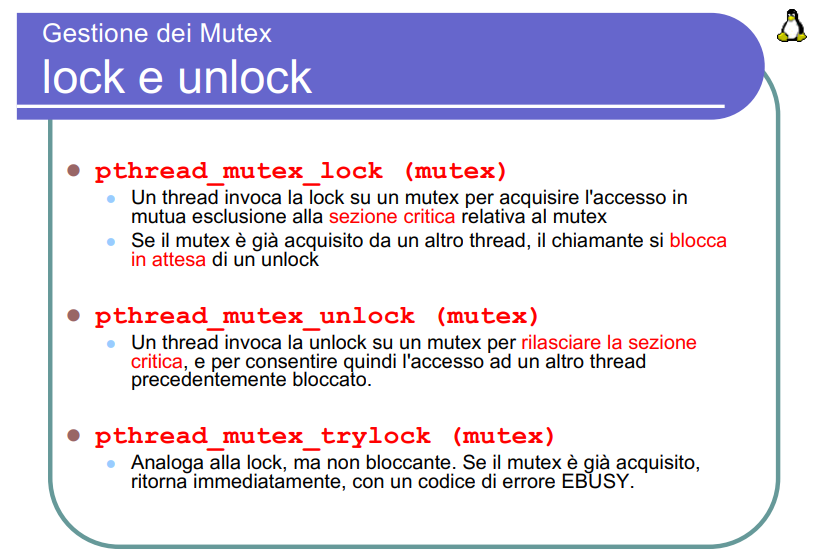 Gestione dei Mutex
lock e unlock
pthread_mutex_lock (mutex)
Un thread invoca la lock su un mutex per acquisire l'accesso in
mutua esclusione alla sezione critica relativa al mutex
Se il mutex è già acquisito da un altro thread, il chiamante si blocca
in attesa di un unlock
pthread_mutex_unlock (mutex)
Un thread invoca la unlock su un mutex per rilasciare la sezione
critica, e per consentire quindi l'accesso ad un altro thread
precedentemente bloccato.
pthread_mutex_trylock (mutex)
Analoga alla lock, ma non bloccante. Se il mutex è già acquisito,
ritorna immediatamente, con un codice di errore EBUSY.